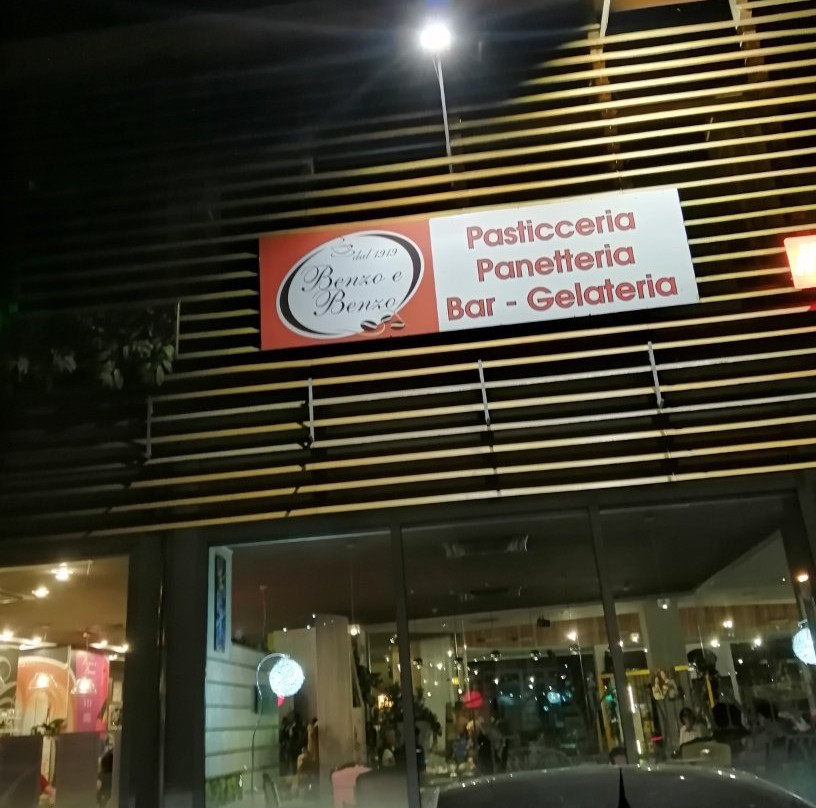 dal 1919
Benzo e
Benzo
Pasticceria
Panetteria
Bar - Gelateria